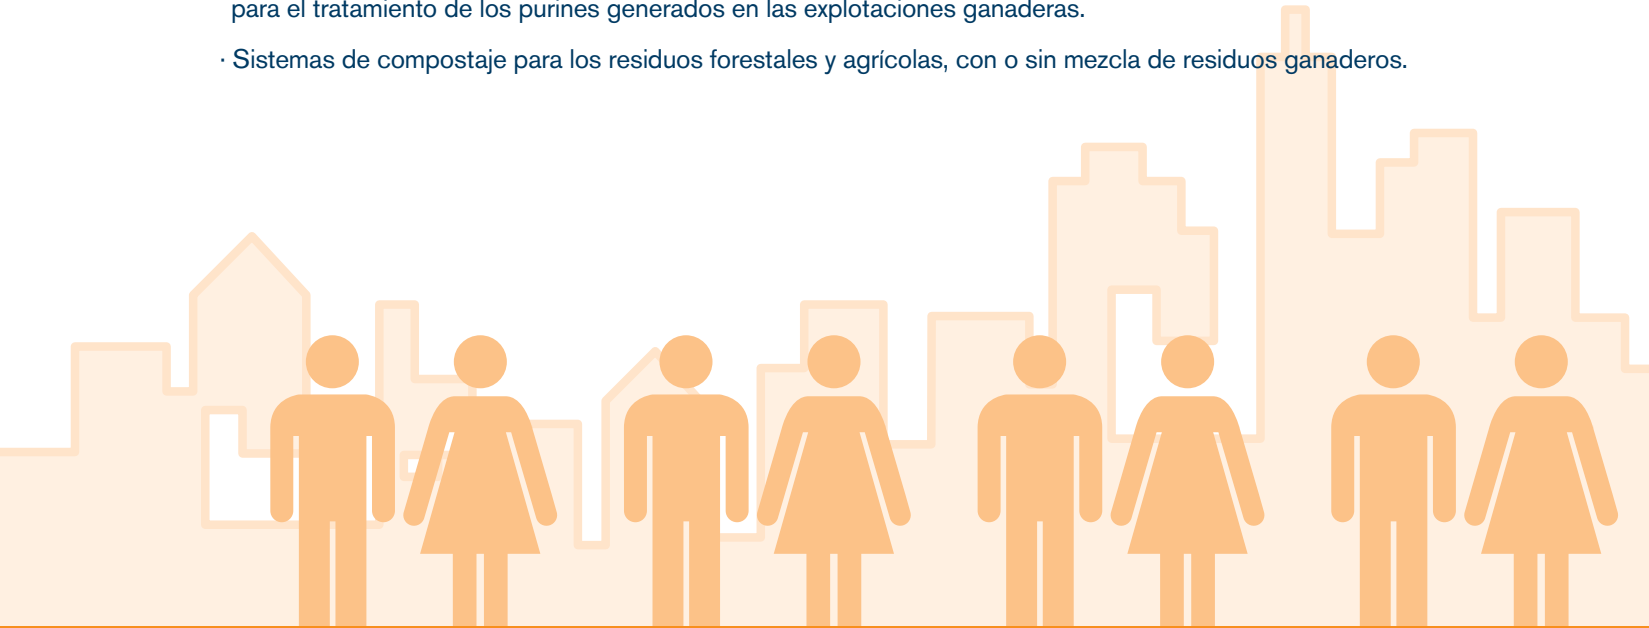 para el tratamiento de los purines generados en las explotaciones ganaderas.
· Sistemas de compostaje para los residuos forestales y agrícolas, con o sin mezcla de residuos ganaderos.